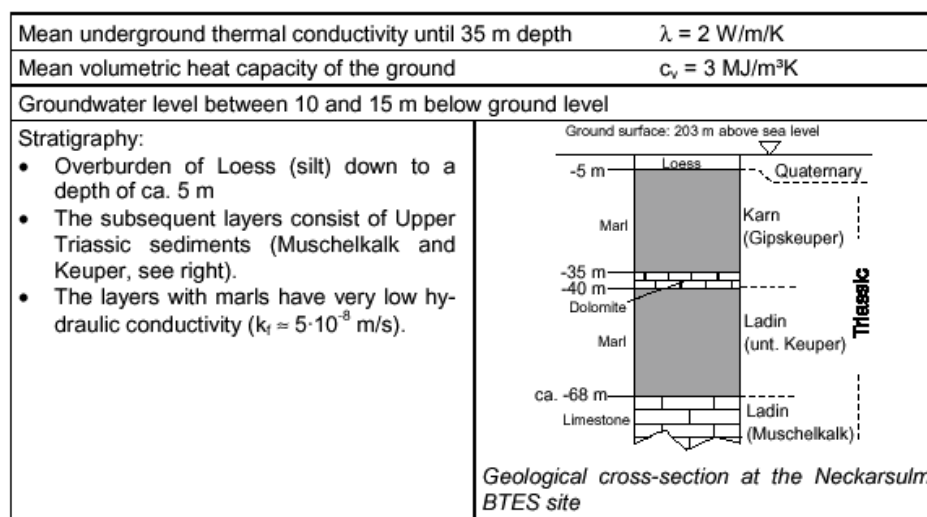 Mean underground thermal conductivity until 35 m depth λ = 2 W/m/K
Mean volumetric heat capacity of the ground cᵥ = 3 MJ/m³K
Groundwater level between 10 and 15 m below ground level
Stratigraphy:
• Overburden of Loess (silt) down to a
depth of ca. 5 m
• The subsequent layers consist of Upper
Triassic sediments (Muschelkalk and
Keuper, see right).
• The layers with marls have very low hy-
draulic conductivity (kf ≈ 5·10⁻⁸ m/s).
Ground surface: 203 m above sea level
Loess
-5 m
Quaternary
Marl
Karn
(Gipskeuper)
-35 m
-40 m
Dolomite
Triassic
Marl
Ladin
(unt. Keuper)
ca. -68 m
Limestone
Ladin
(Muschelkalk)
Geological cross-section at the Neckarsulm
BTES site